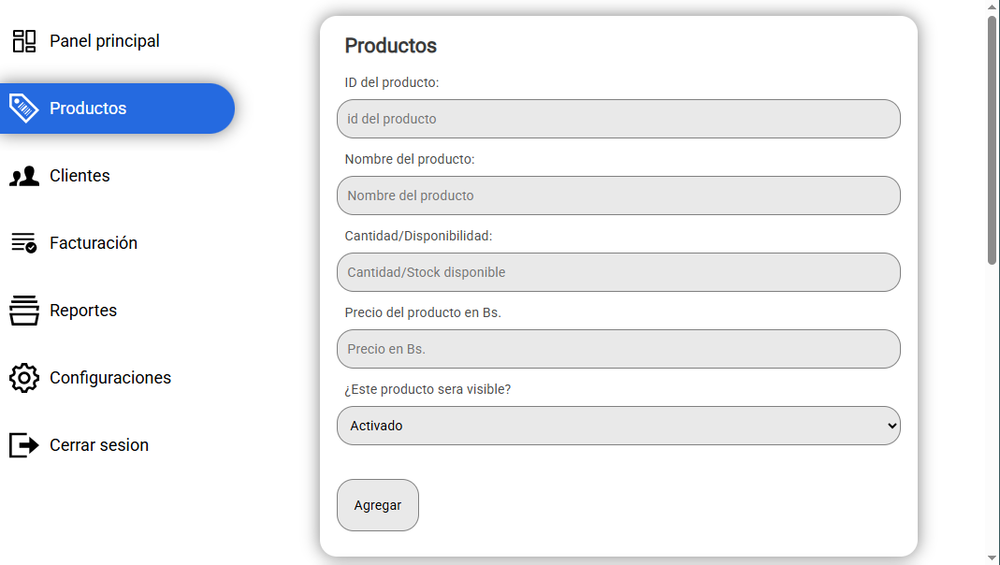 Panel principal
Productos
Clientes
Facturación
Reportes
Configuraciones
Cerrar sesion
Productos
ID del producto:
id del producto
Nombre del producto:
Nombre del producto
Cantidad/Disponibilidad:
Cantidad/Stock disponible
Precio del producto en Bs.
Precio en Bs.
¿Este producto sera visible?
Activado
Agregar